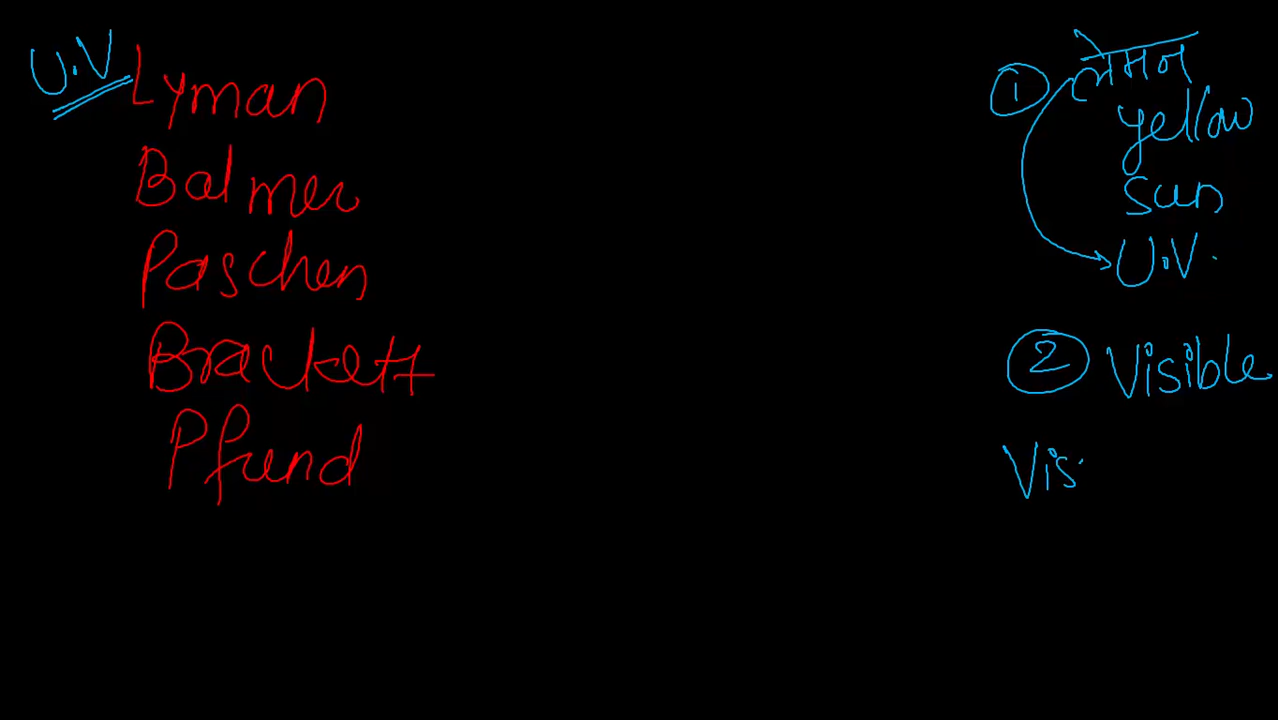 U.V Lyman
Balmer
Paschen
Brackett
Pfund
1 लेमन
yellow
sun
U.V.
2 Visible
Vis